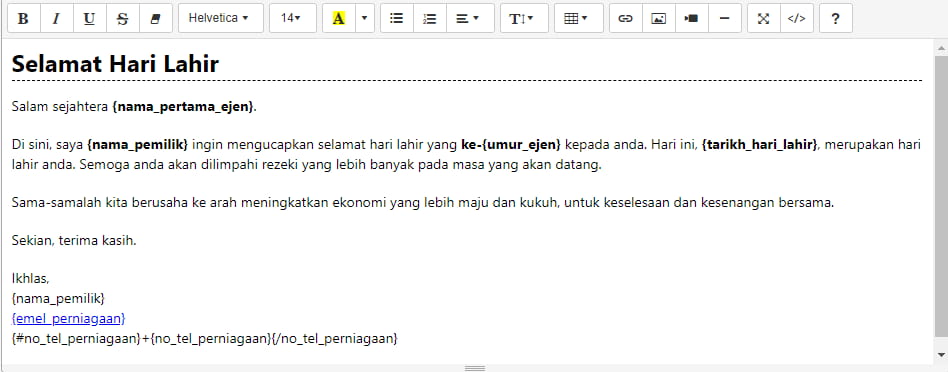 B I U S Helvetica 14 A T </> ?
Selamat Hari Lahir
Salam sejahtera {nama_pertama_ejen}.
Di sini, saya {nama_pemilik} ingin mengucapkan selamat hari lahir yang ke-{umur_ejen} kepada anda. Hari ini, {tarikh_hari_lahir}, merupakan hari
lahir anda. Semoga anda akan dilimpahi rezeki yang lebih banyak pada masa yang akan datang.
Sama-samalah kita berusaha ke arah meningkatkan ekonomi yang lebih maju dan kukuh, untuk keselesaan dan kesenangan bersama.
Sekian, terima kasih.
Ikhlas,
{nama_pemilik}
{emel_perniagaan}
{#no_tel_perniagaan}+{no_tel_perniagaan}{/no_tel_perniagaan}